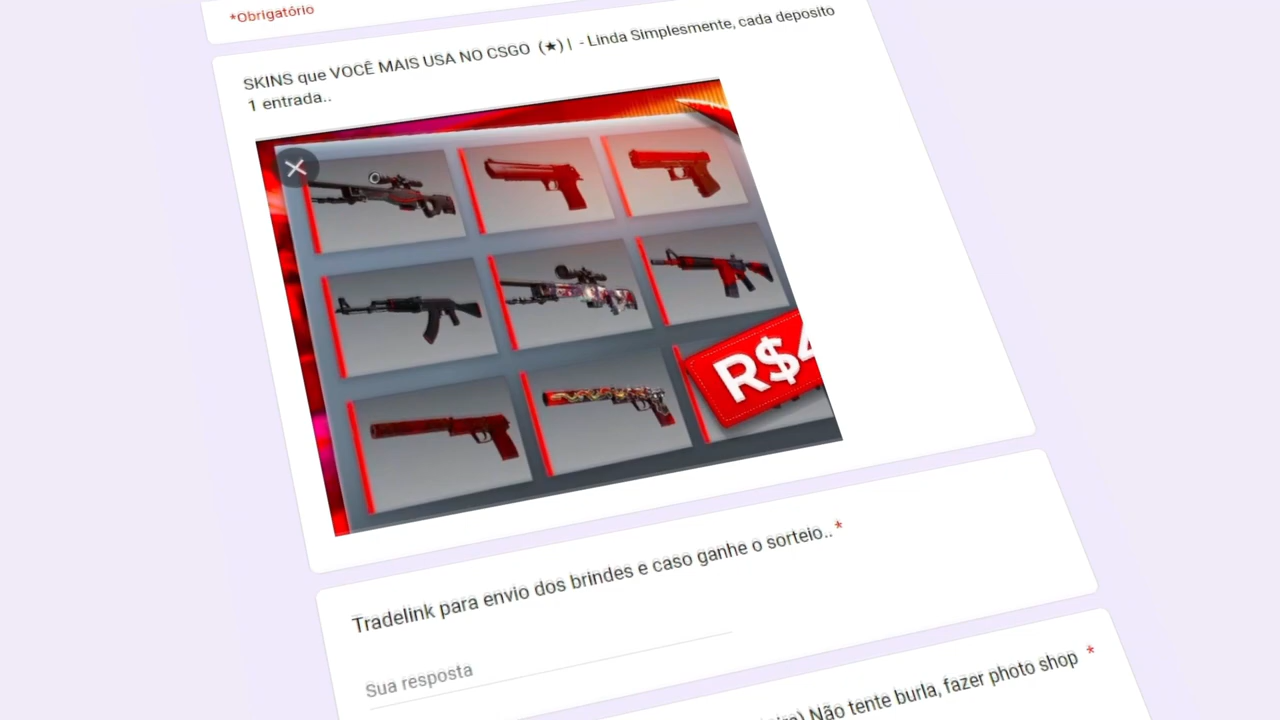 *Obrigatório
SKINS que VOCÊ MAIS USA NO CSGO (★) | - Linda Simplesmente, cada deposito
1 entrada..
R$4
Tradelink para envio dos brindes e caso ganhe o sorteio.. *
Sua resposta
Não tente burla, fazer photo shop *